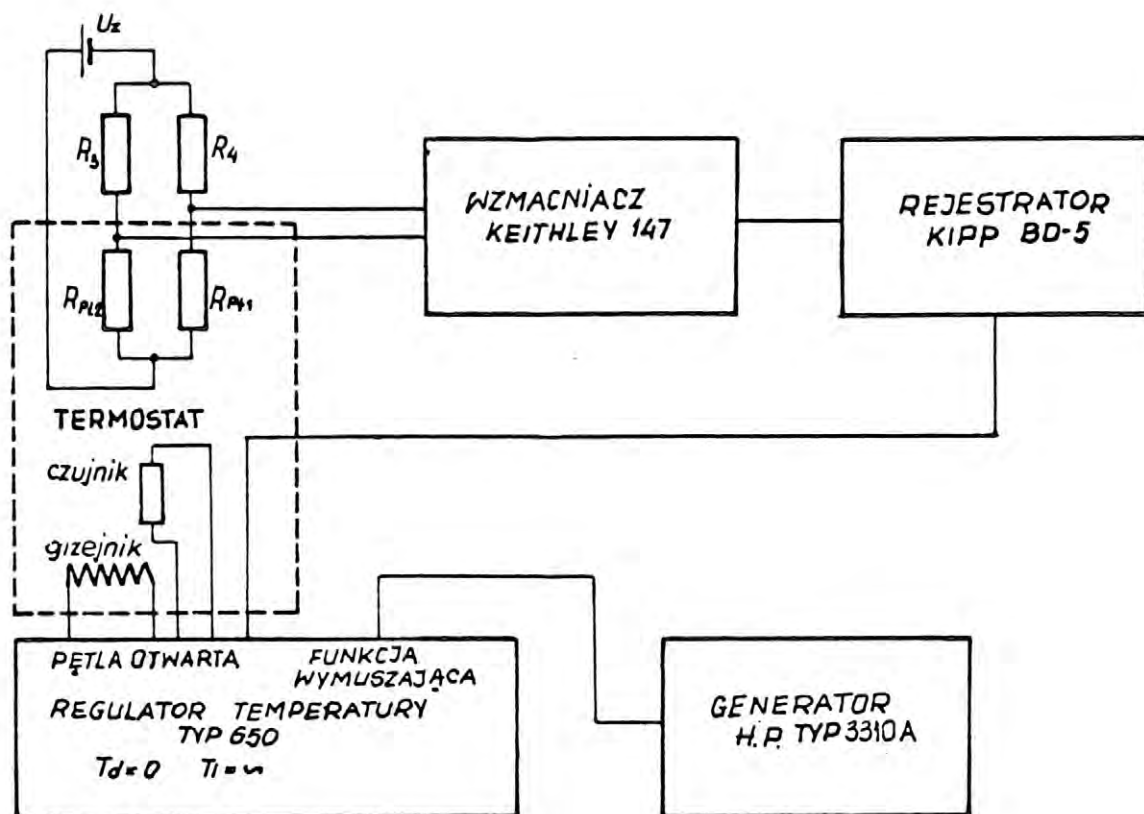 Uz
R3
R4
WZMACNIACZ
KEITHLEY 147
REJESTRATOR
KIPP BD-5
RPt2
RPt1
TERMOSTAT
czujnik
grzejnik
PĘTLA OTWARTA
FUNKCJA
WYMUSZAJĄCA
REGULATOR TEMPERATURY
TYP 650
Td=0 Ti=∞
GENERATOR
H.P. TYP 3310A